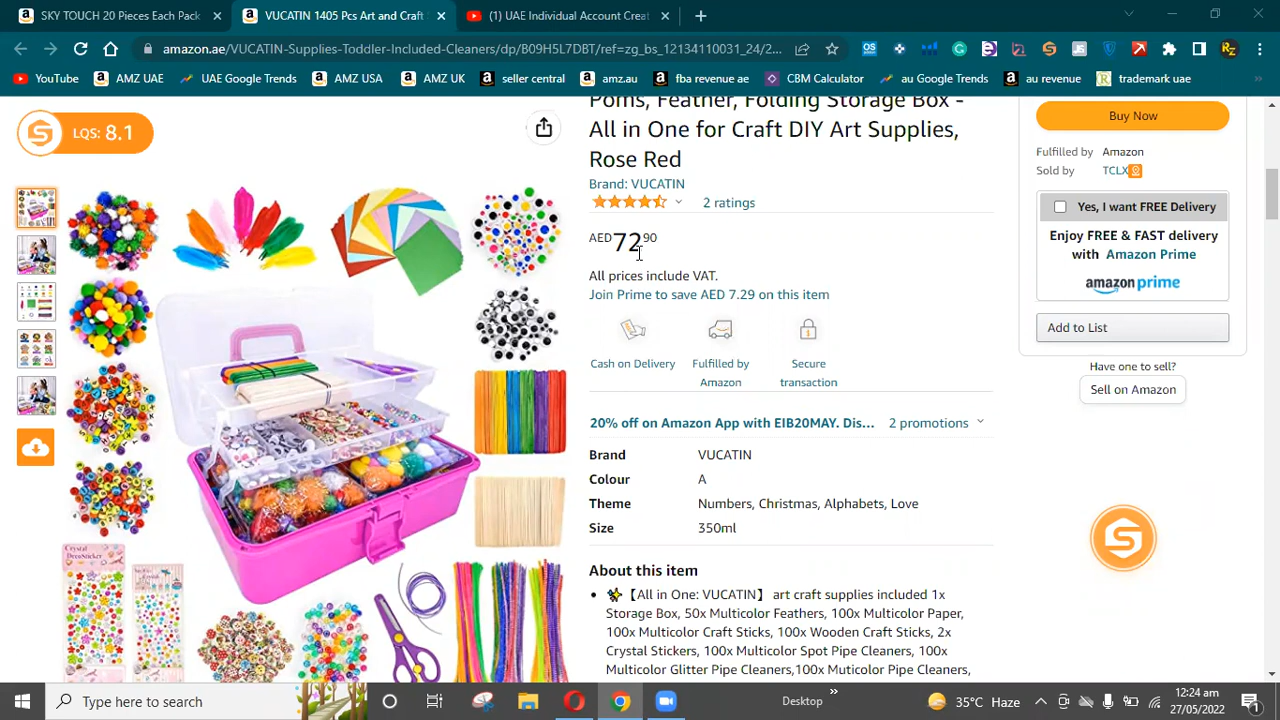 SKY TOUCH 20 Pieces Each Pack
VUCATIN 1405 Pcs Art and Craft S
(1) UAE Individual Account Creat
amazon.ae/VUCATIN-Supplies-Toddler-Included-Cleaners/dp/B09H5L7DBT/ref=zg_bs_12134110031_24/2...
YouTube
AMZ UAE
UAE Google Trends
AMZ USA
AMZ UK
seller central
amz.au
fba revenue ae
CBM Calculator
au Google Trends
au revenue
trademark uae
LQS: 8.1
Poms, Feather, Folding Storage Box -
All in One for Craft DIY Art Supplies,
Rose Red
Brand: VUCATIN
2 ratings
AED7290
All prices include VAT.
Join Prime to save AED 7.29 on this item
Cash on Delivery
Fulfilled by
Amazon
Secure
transaction
20% off on Amazon App with EIB20MAY. Dis...
2 promotions
Brand VUCATIN
Colour A
Theme Numbers, Christmas, Alphabets, Love
Size 350ml
About this item
• ✨【All in One: VUCATIN】 art craft supplies included 1x
Storage Box, 50x Multicolor Feathers, 100x Multicolor Paper,
100x Multicolor Craft Sticks, 100x Wooden Craft Sticks, 2x
Crystal Stickers, 100x Multicolor Spot Pipe Cleaners, 100x
Multicolor Glitter Pipe Cleaners,100x Muticolor Pipe Cleaners,
Buy Now
Fulfilled by Amazon
Sold by TCLX
Yes, I want FREE Delivery
Enjoy FREE & FAST delivery
with Amazon Prime
amazon prime
Add to List
Have one to sell?
Sell on Amazon
Type here to search
Desktop
35°C Haze
12:24 am
27/05/2022